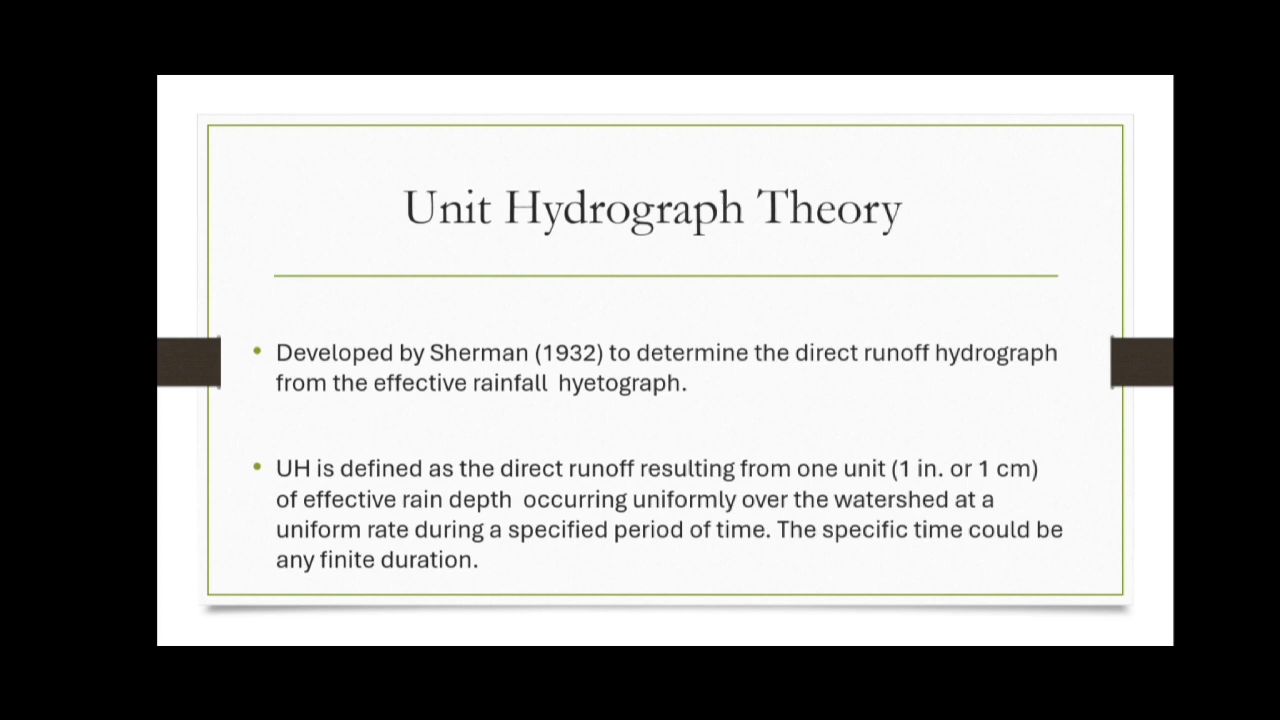 Unit Hydrograph Theory
• Developed by Sherman (1932) to determine the direct runoff hydrograph
from the effective rainfall  hyetograph.
• UH is defined as the direct runoff resulting from one unit (1 in. or 1 cm)
of effective rain depth  occurring uniformly over the watershed at a
uniform rate during a specified period of time. The specific time could be
any finite duration.